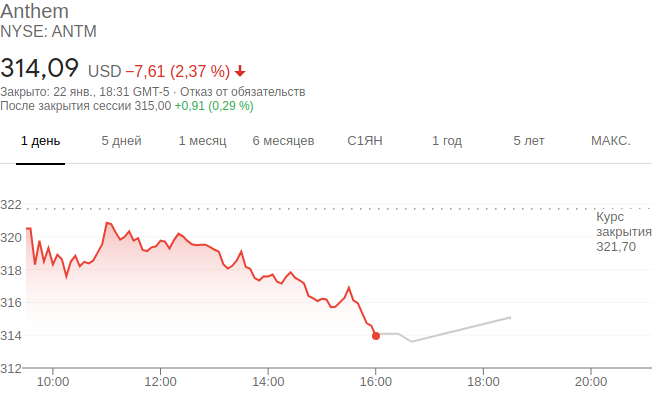 Anthem
NYSE: ANTM
314,09 USD −7,61 (2,37 %)
Закрыто: 22 янв., 18:31 GMT-5 · Отказ от обязательств
После закрытия сессии 315,00 +0,91 (0,29 %)
1 день 5 дней 1 месяц 6 месяцев С1ЯН 1 год 5 лет МАКС.
322
320
318
316
314
312
Курс
закрытия
321,70
10:00 12:00 14:00 16:00 18:00 20:00